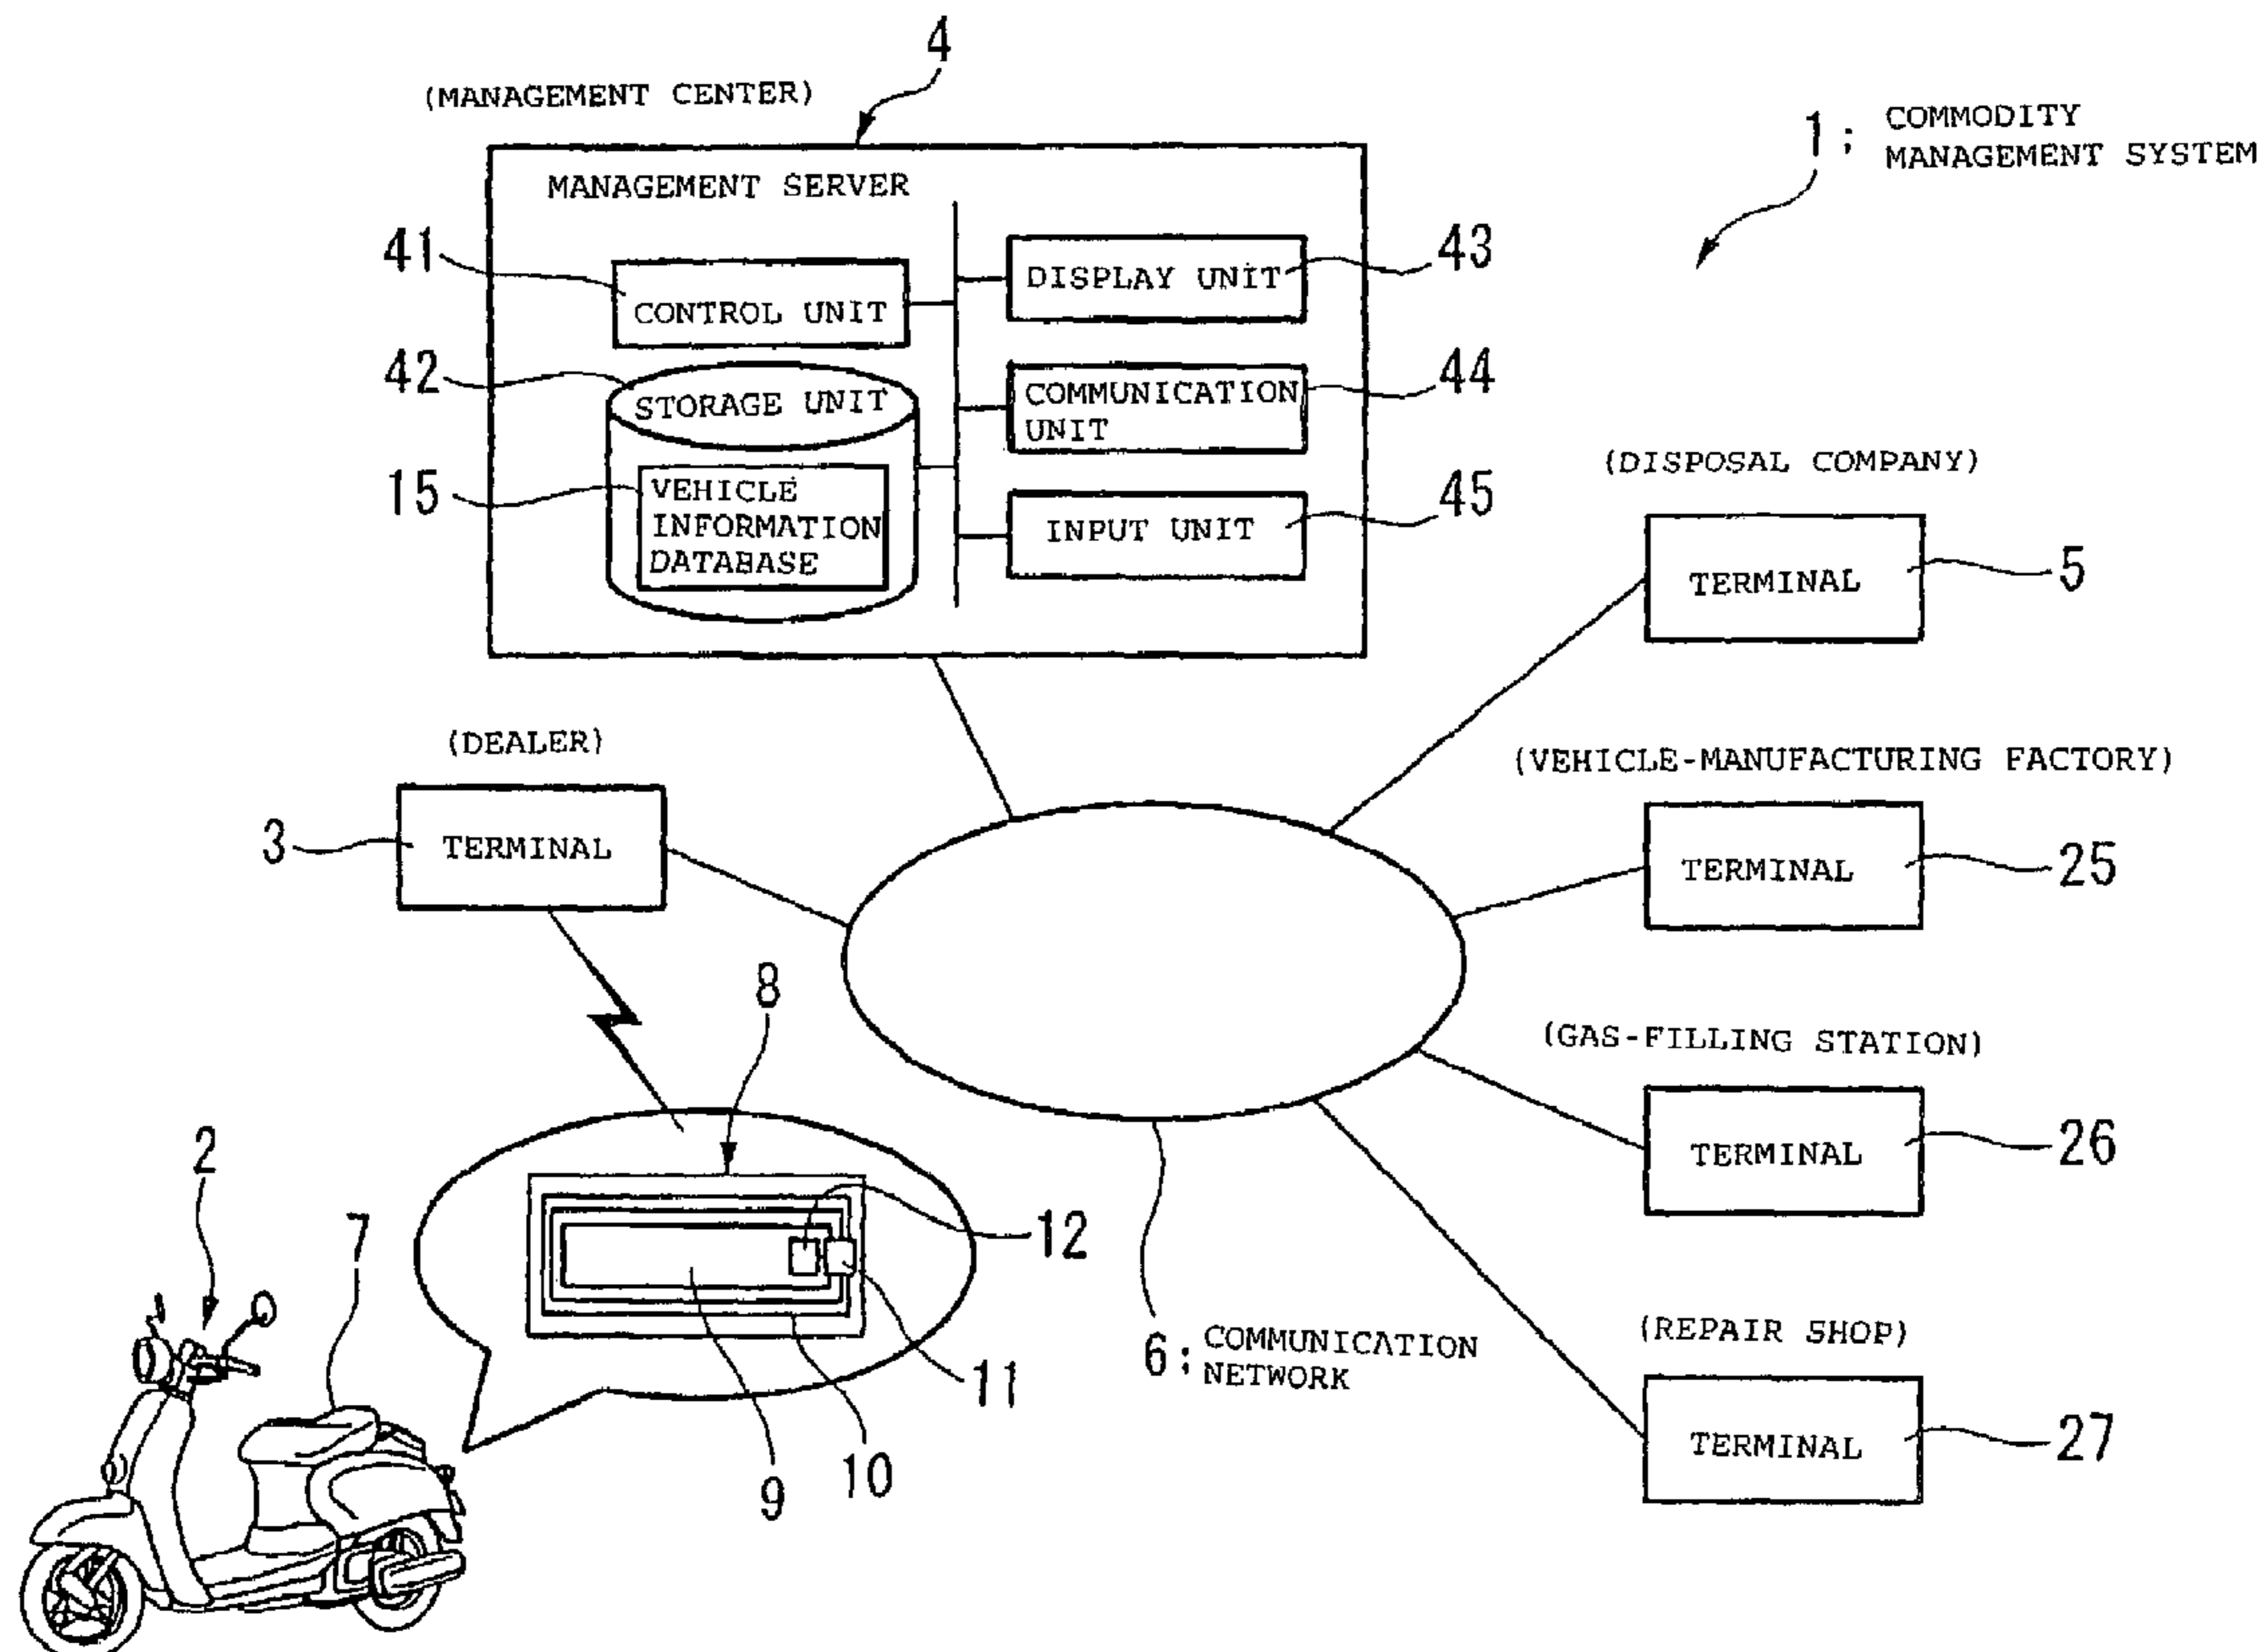 4
(MANAGEMENT CENTER)
1; COMMODITY
MANAGEMENT SYSTEM
MANAGEMENT SERVER
41
CONTROL UNIT
43
DISPLAY UNIT
42
STORAGE UNIT
44
COMMUNICATION
UNIT
15
VEHICLE
INFORMATION
DATABASE
45
INPUT UNIT
(DISPOSAL COMPANY)
TERMINAL
5
(DEALER)
3
TERMINAL
(VEHICLE-MANUFACTURING FACTORY)
TERMINAL
25
8
(GAS-FILLING STATION)
TERMINAL
26
2
7
12
11
10
9
6; COMMUNICATION
NETWORK
(REPAIR SHOP)
TERMINAL
27